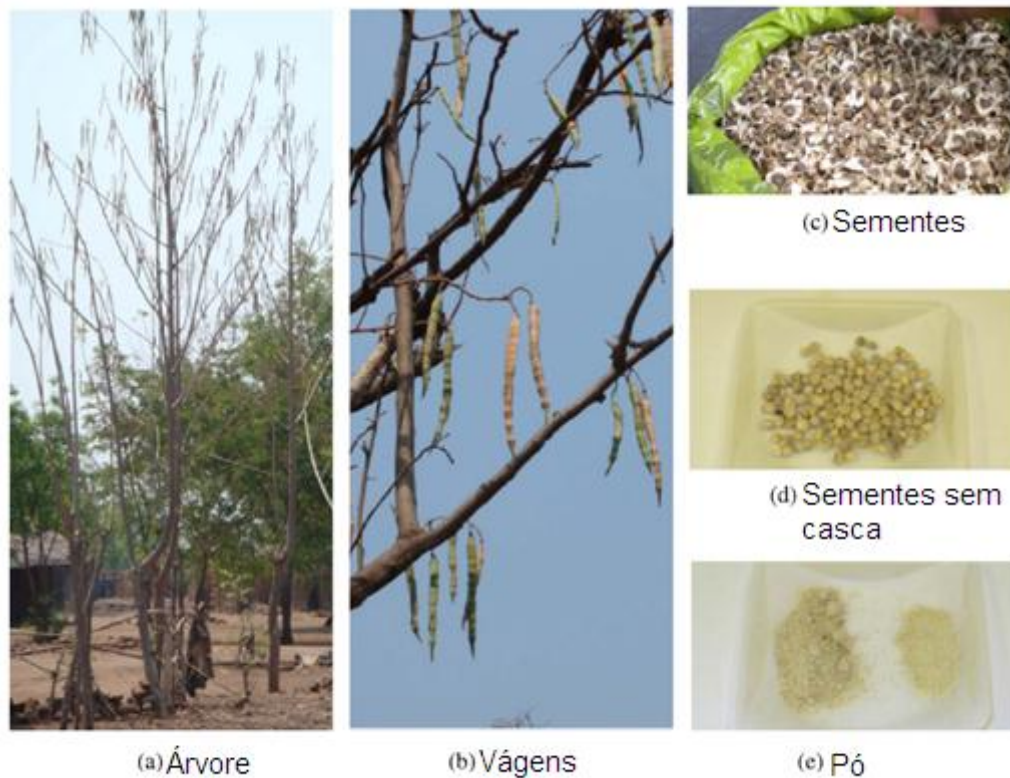 (a) Árvore
(b) Vágens
(c) Sementes
(d) Sementes sem
casca
(e) Pó